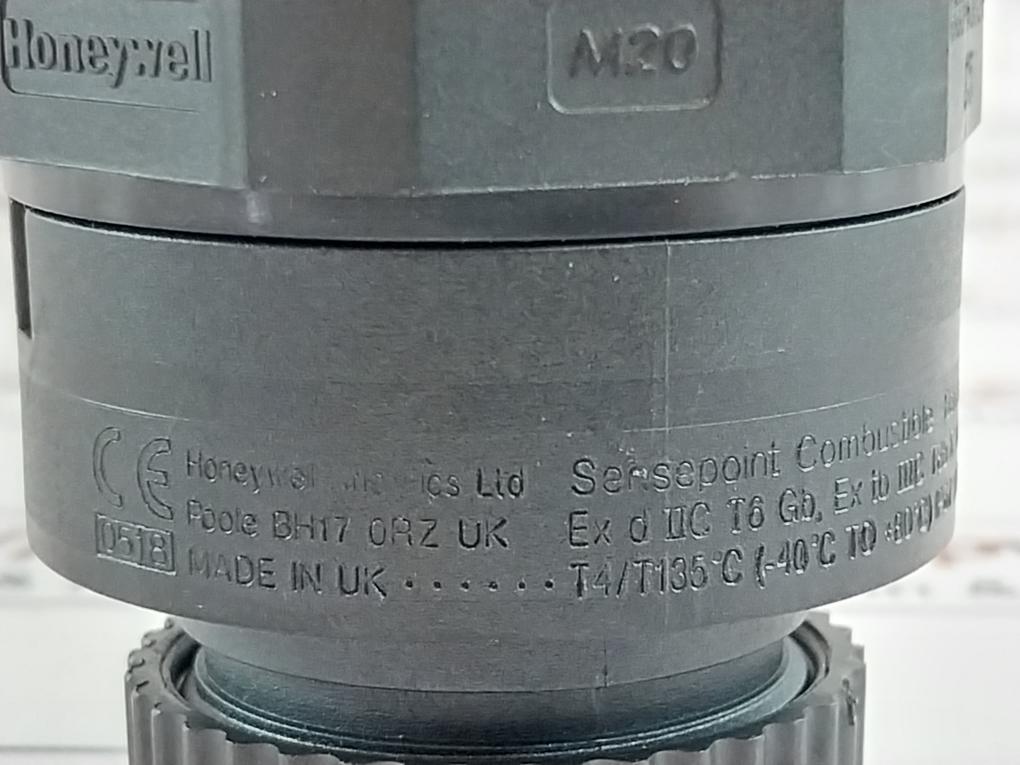 Honeywell
M20
CE Honeywell Ltd
Poole BH17 0RZ UK
0518
MADE IN UK ......
Sensepoint Combustible
Ex d IIC T6 Gb, Ex tb IIIC
T4/T135°C (-40°C TO